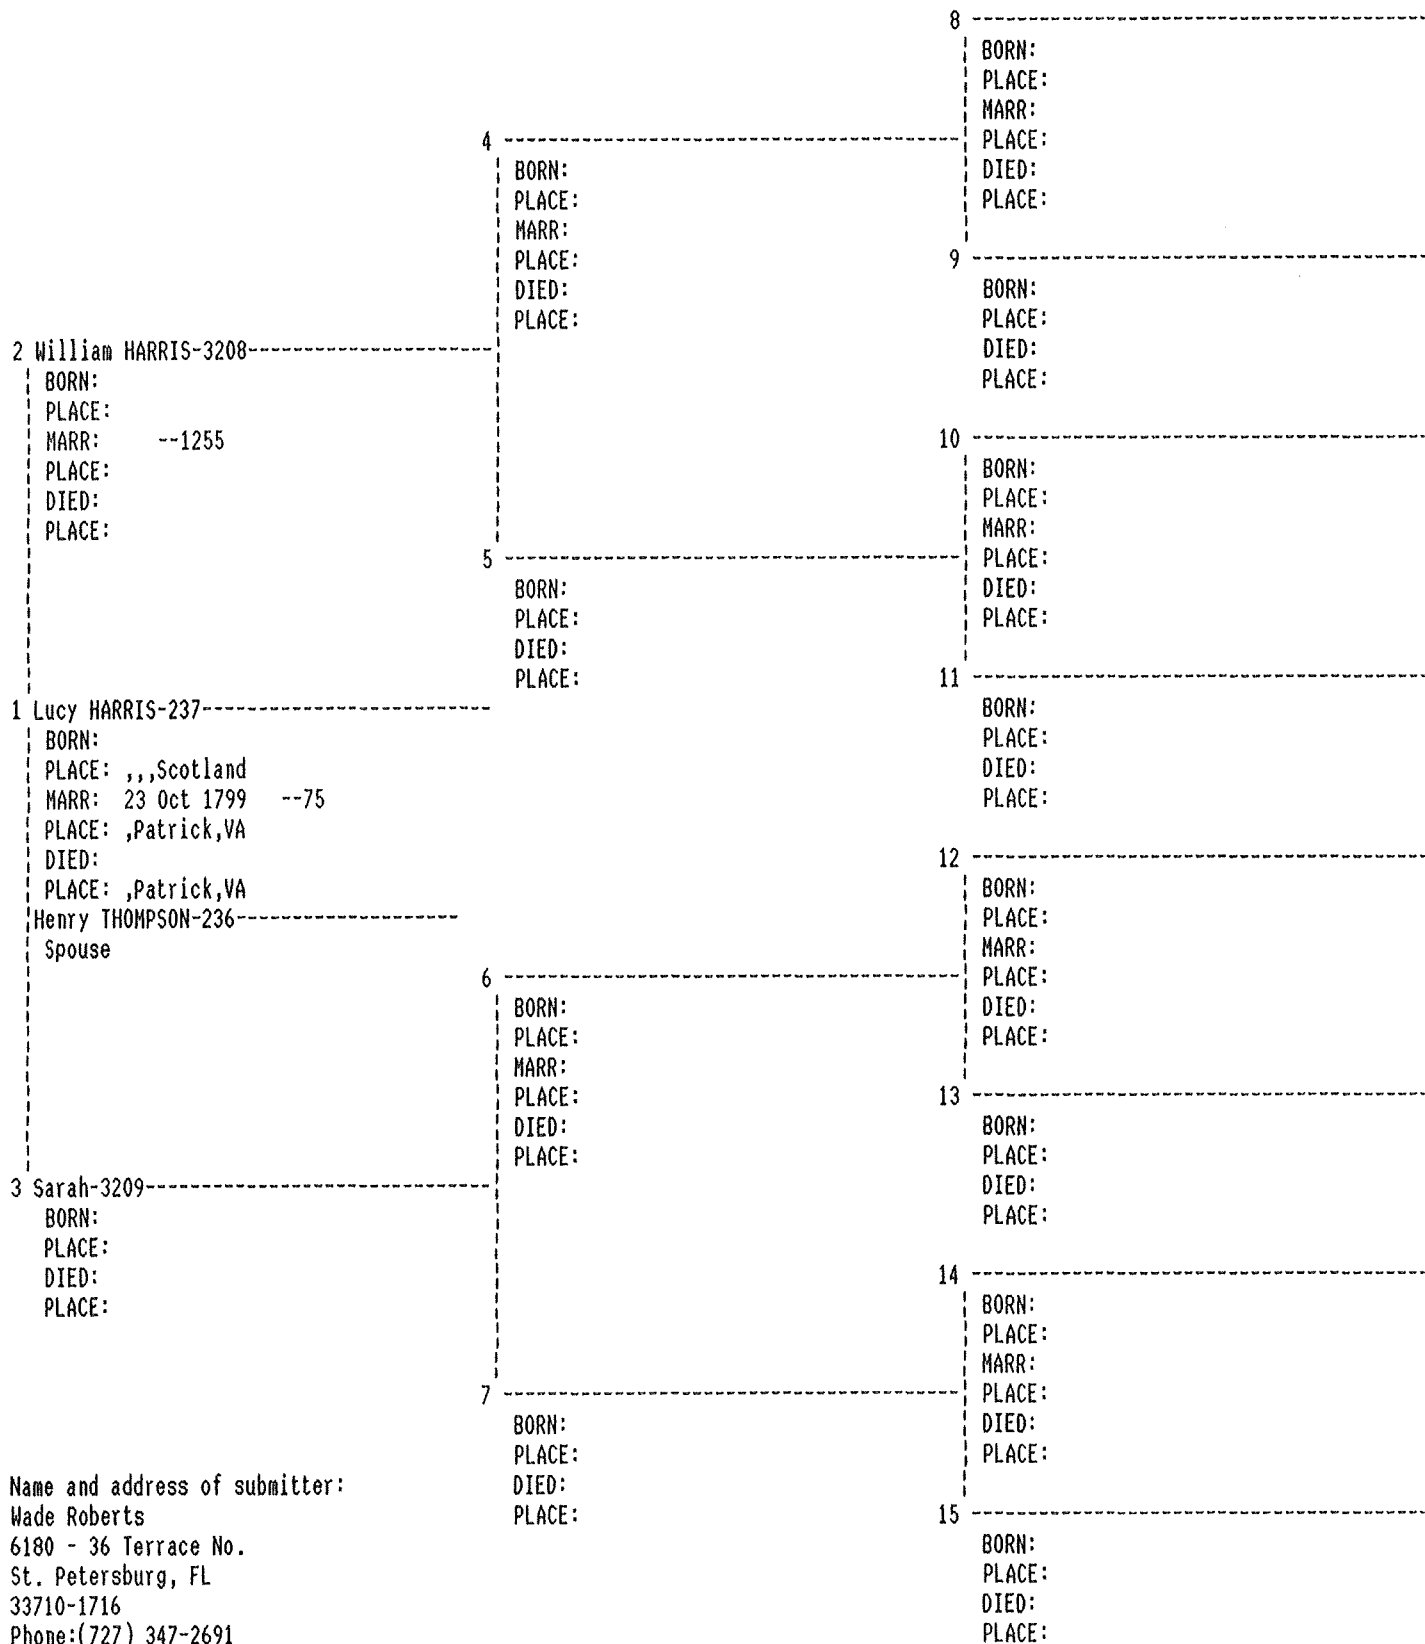 8
BORN:
PLACE:
MARR:
PLACE:
DIED:
PLACE:
4
BORN:
PLACE:
MARR:
PLACE:
DIED:
PLACE:
9
BORN:
PLACE:
DIED:
PLACE:
2 William HARRIS-3208
BORN:
PLACE:
MARR: --1255
PLACE:
DIED:
PLACE:
10
BORN:
PLACE:
MARR:
PLACE:
DIED:
PLACE:
5
BORN:
PLACE:
DIED:
PLACE:
11
BORN:
PLACE:
DIED:
PLACE:
1 Lucy HARRIS-237
BORN:
PLACE: ,,,Scotland
MARR: 23 Oct 1799 --75
PLACE: ,Patrick,VA
DIED:
PLACE: ,Patrick,VA
Henry THOMPSON-236
Spouse
12
BORN:
PLACE:
MARR:
PLACE:
DIED:
PLACE:
6
BORN:
PLACE:
MARR:
PLACE:
DIED:
PLACE:
13
BORN:
PLACE:
DIED:
PLACE:
3 Sarah-3209
BORN:
PLACE:
DIED:
PLACE:
14
BORN:
PLACE:
MARR:
PLACE:
DIED:
PLACE:
7
BORN:
PLACE:
DIED:
PLACE:
15
BORN:
PLACE:
DIED:
PLACE:
Name and address of submitter:
Wade Roberts
6180 - 36 Terrace No.
St. Petersburg, FL
33710-1716
Phone:(727) 347-2691